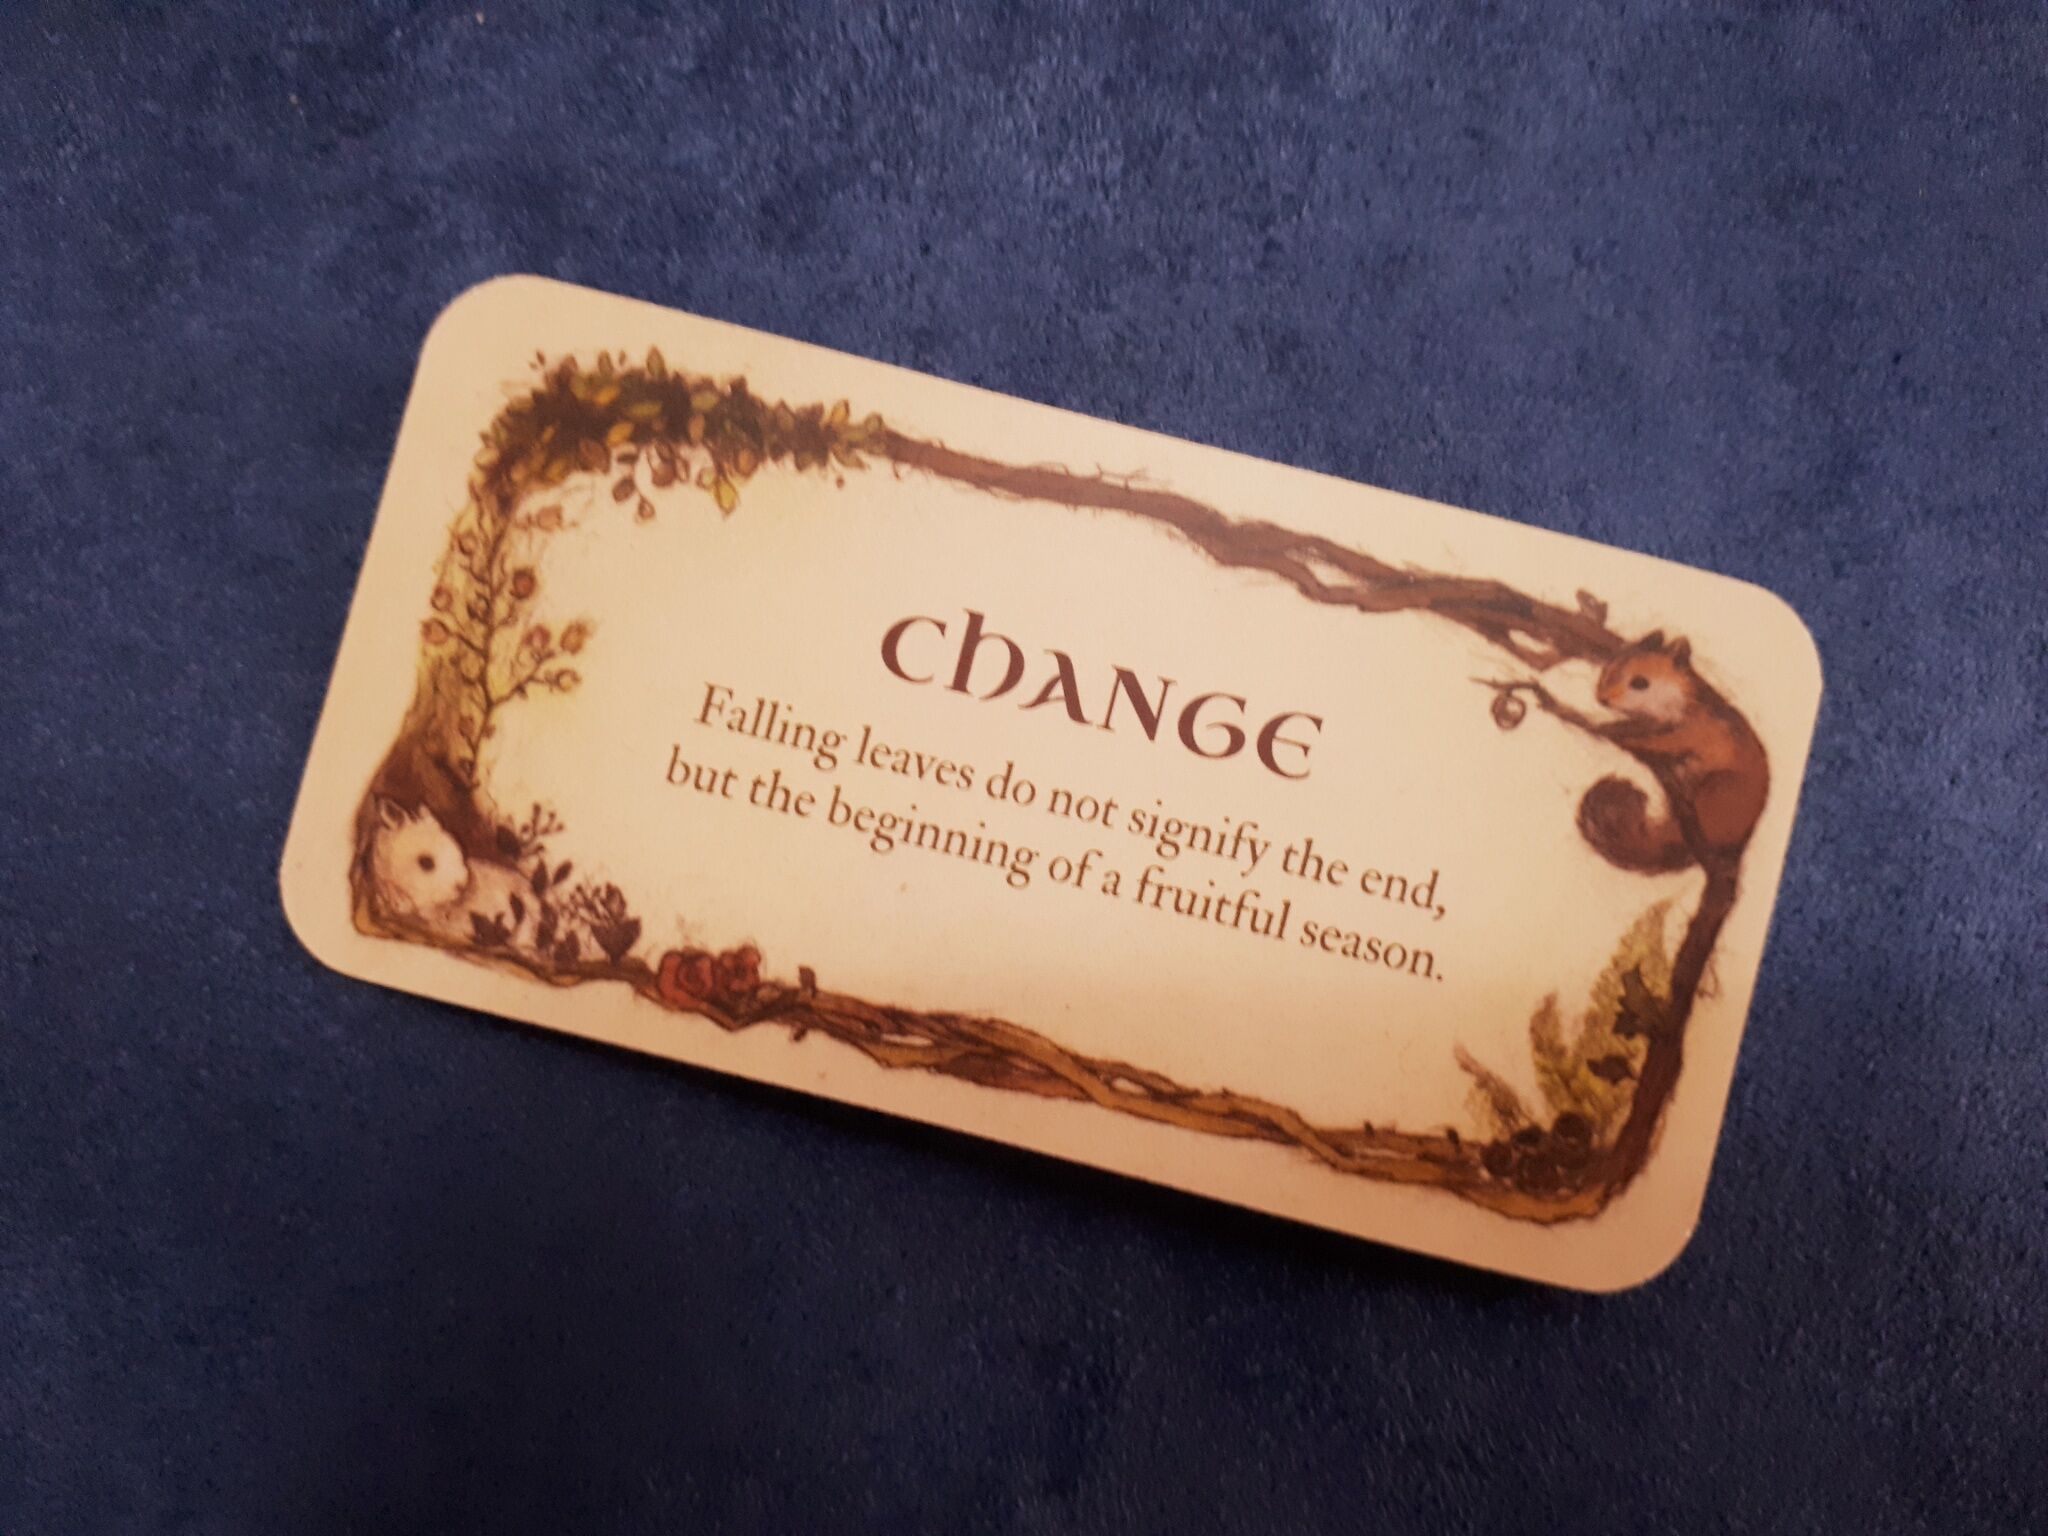 CHANGE
Falling leaves do not signify the end,
but the beginning of a fruitful season.